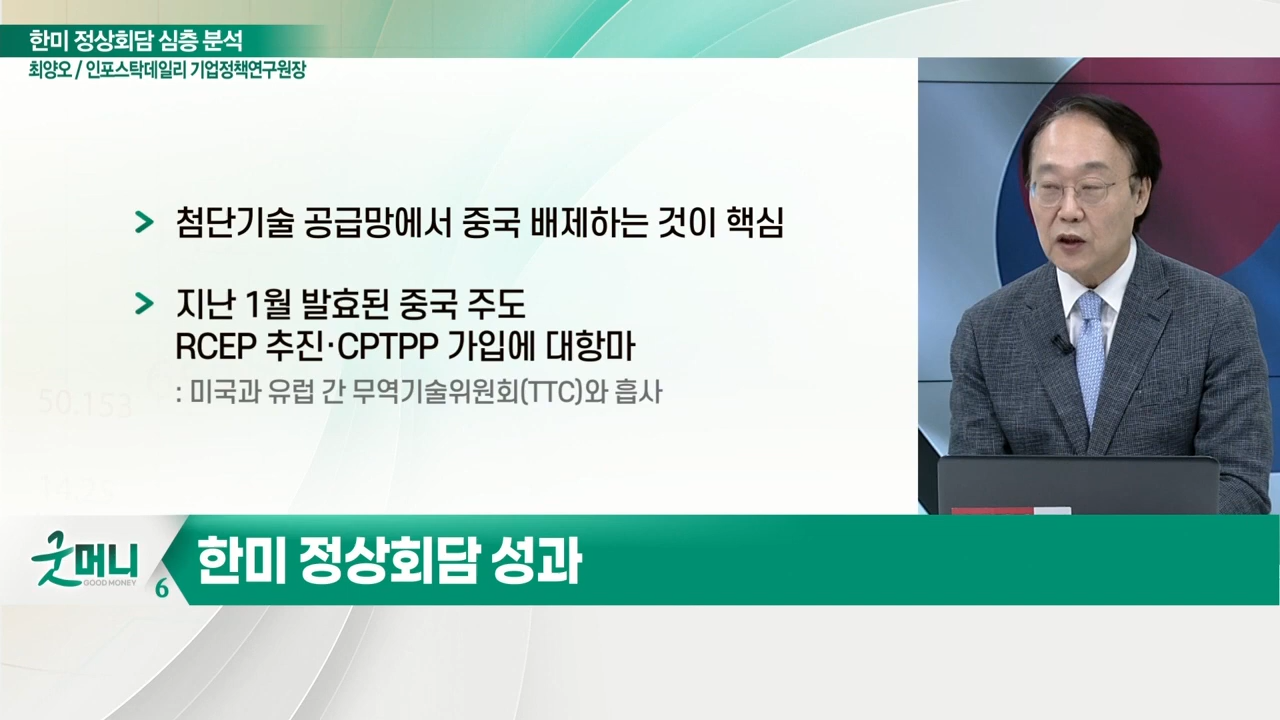 한미 정상회담 심층 분석
최양오 / 인포스탁데일리 기업정책연구원장
첨단기술 공급망에서 중국 배제하는 것이 핵심
지난 1월 발효된 중국 주도
RCEP 추진·CPTPP 가입에 대항마
: 미국과 유럽 간 무역기술위원회(TTC)와 흡사
50.153
14.25
굿머니
GOOD MONEY
6
한미 정상회담 성과